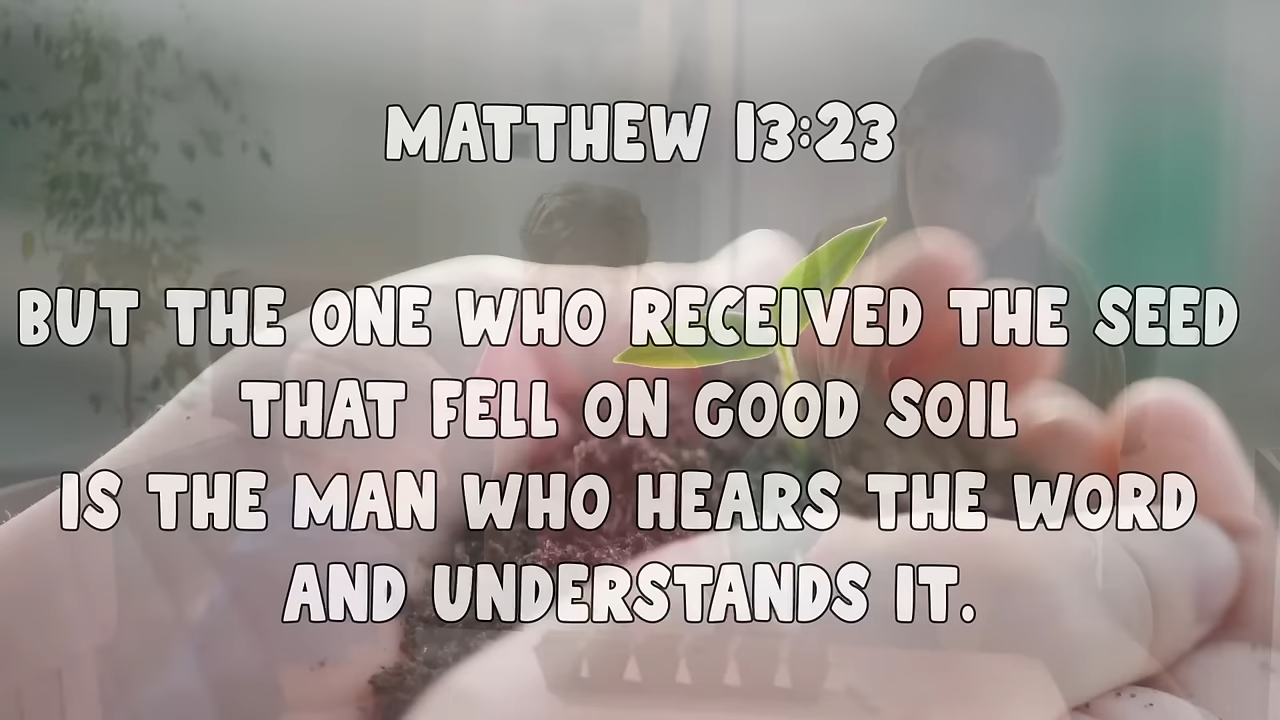 MATTHEW 13:23
BUT THE ONE WHO RECEIVED THE SEED
THAT FELL ON GOOD SOIL
IS THE MAN WHO HEARS THE WORD
AND UNDERSTANDS IT.